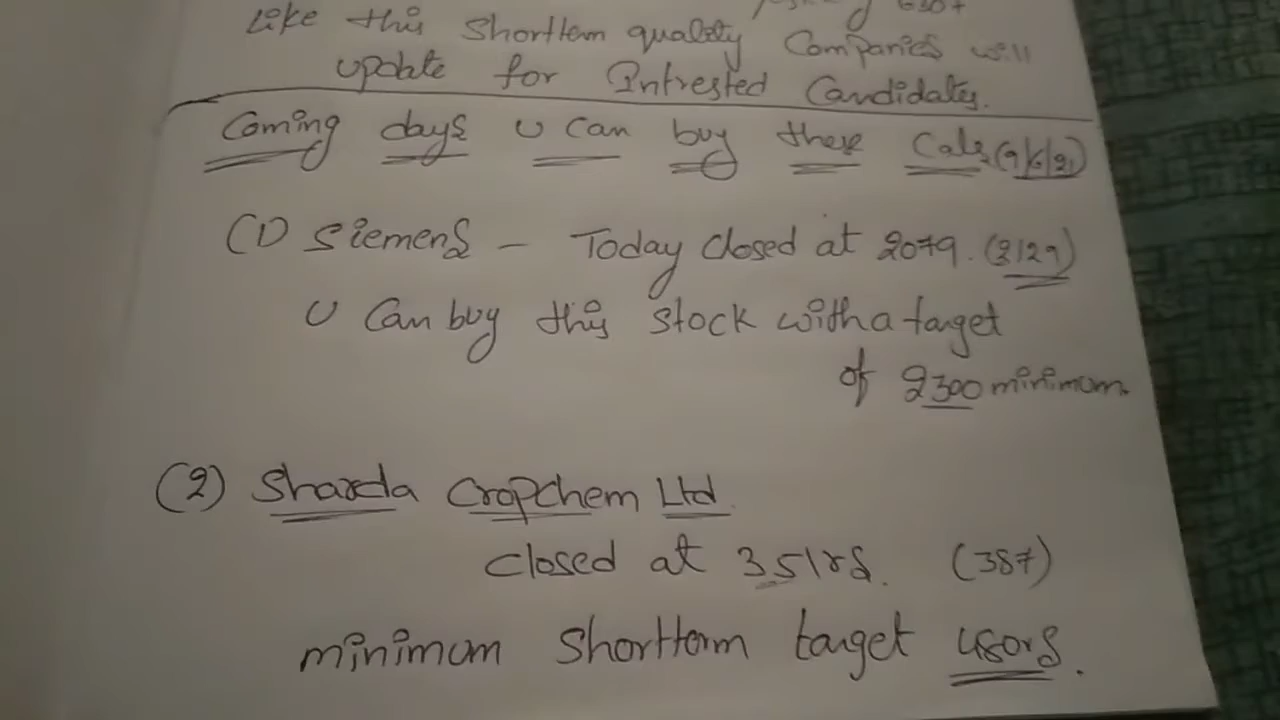 Like this Shortterm quality Companies will
update for Intrested Candidates.
Coming days U Can buy these Calls (9/6/21)
(1) Siemens - Today closed at 2079. (2129)
U Can buy this stock with a target
of 2300 minimum.
(2) Sharda Cropchem Ltd.
closed at 351rs. (387)
minimum Shortterm target 450rs.